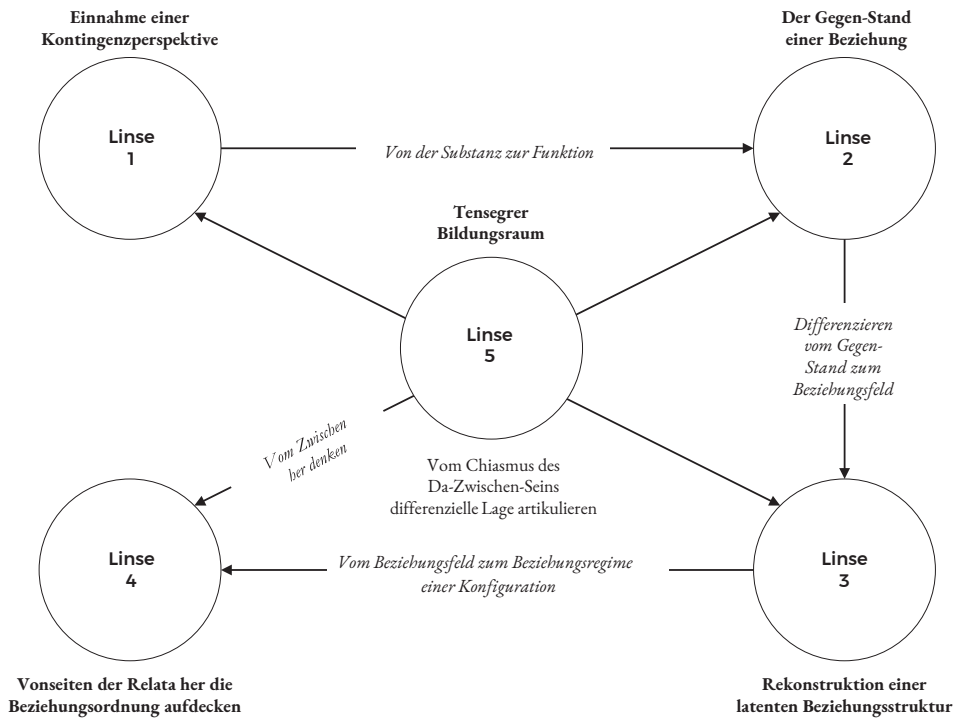 Einnahme einer
Kontingenzperspektive
Der Gegen-Stand
einer Beziehung
Linse
1
Von der Substanz zur Funktion
Linse
2
Tensegrer
Bildungsraum
Linse
5
Differenzieren
vom Gegen-
Stand zum
Beziehungsfeld
Vom Zwischen
her denken
Vom Chiasmus des
Da-Zwischen-Seins
differenzielle Lage artikulieren
Linse
4
Vom Beziehungsfeld zum Beziehungsregime
einer Konfiguration
Linse
3
Vonseiten der Relata her die
Beziehungsordnung aufdecken
Rekonstruktion einer
latenten Beziehungsstruktur